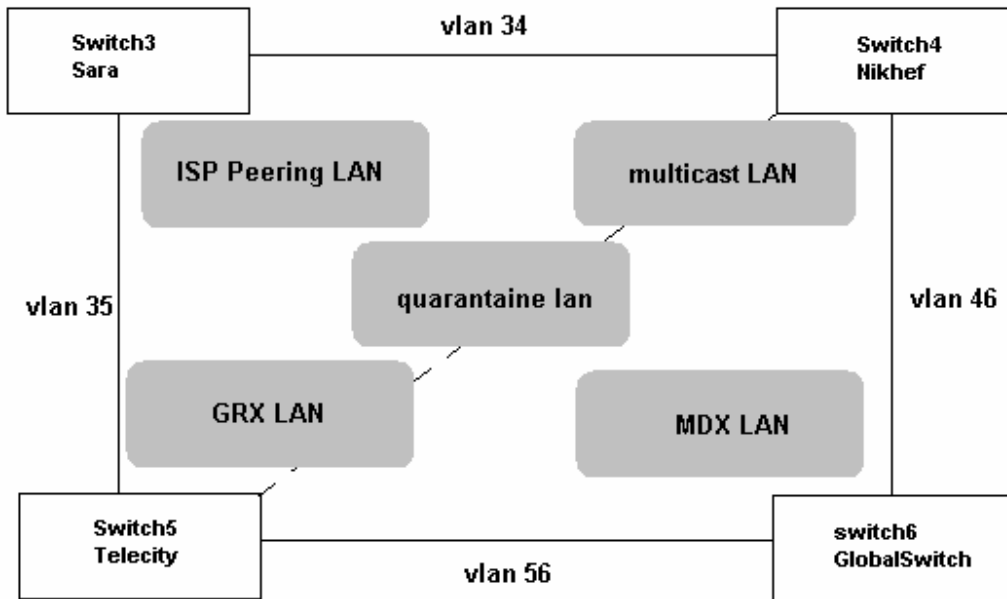 vlan 34
Switch3
Sara
Switch4
Nikhef
ISP Peering LAN
multicast LAN
quarantaine lan
vlan 35
vlan 46
GRX LAN
MDX LAN
Switch5
Telecity
switch6
GlobalSwitch
vlan 56